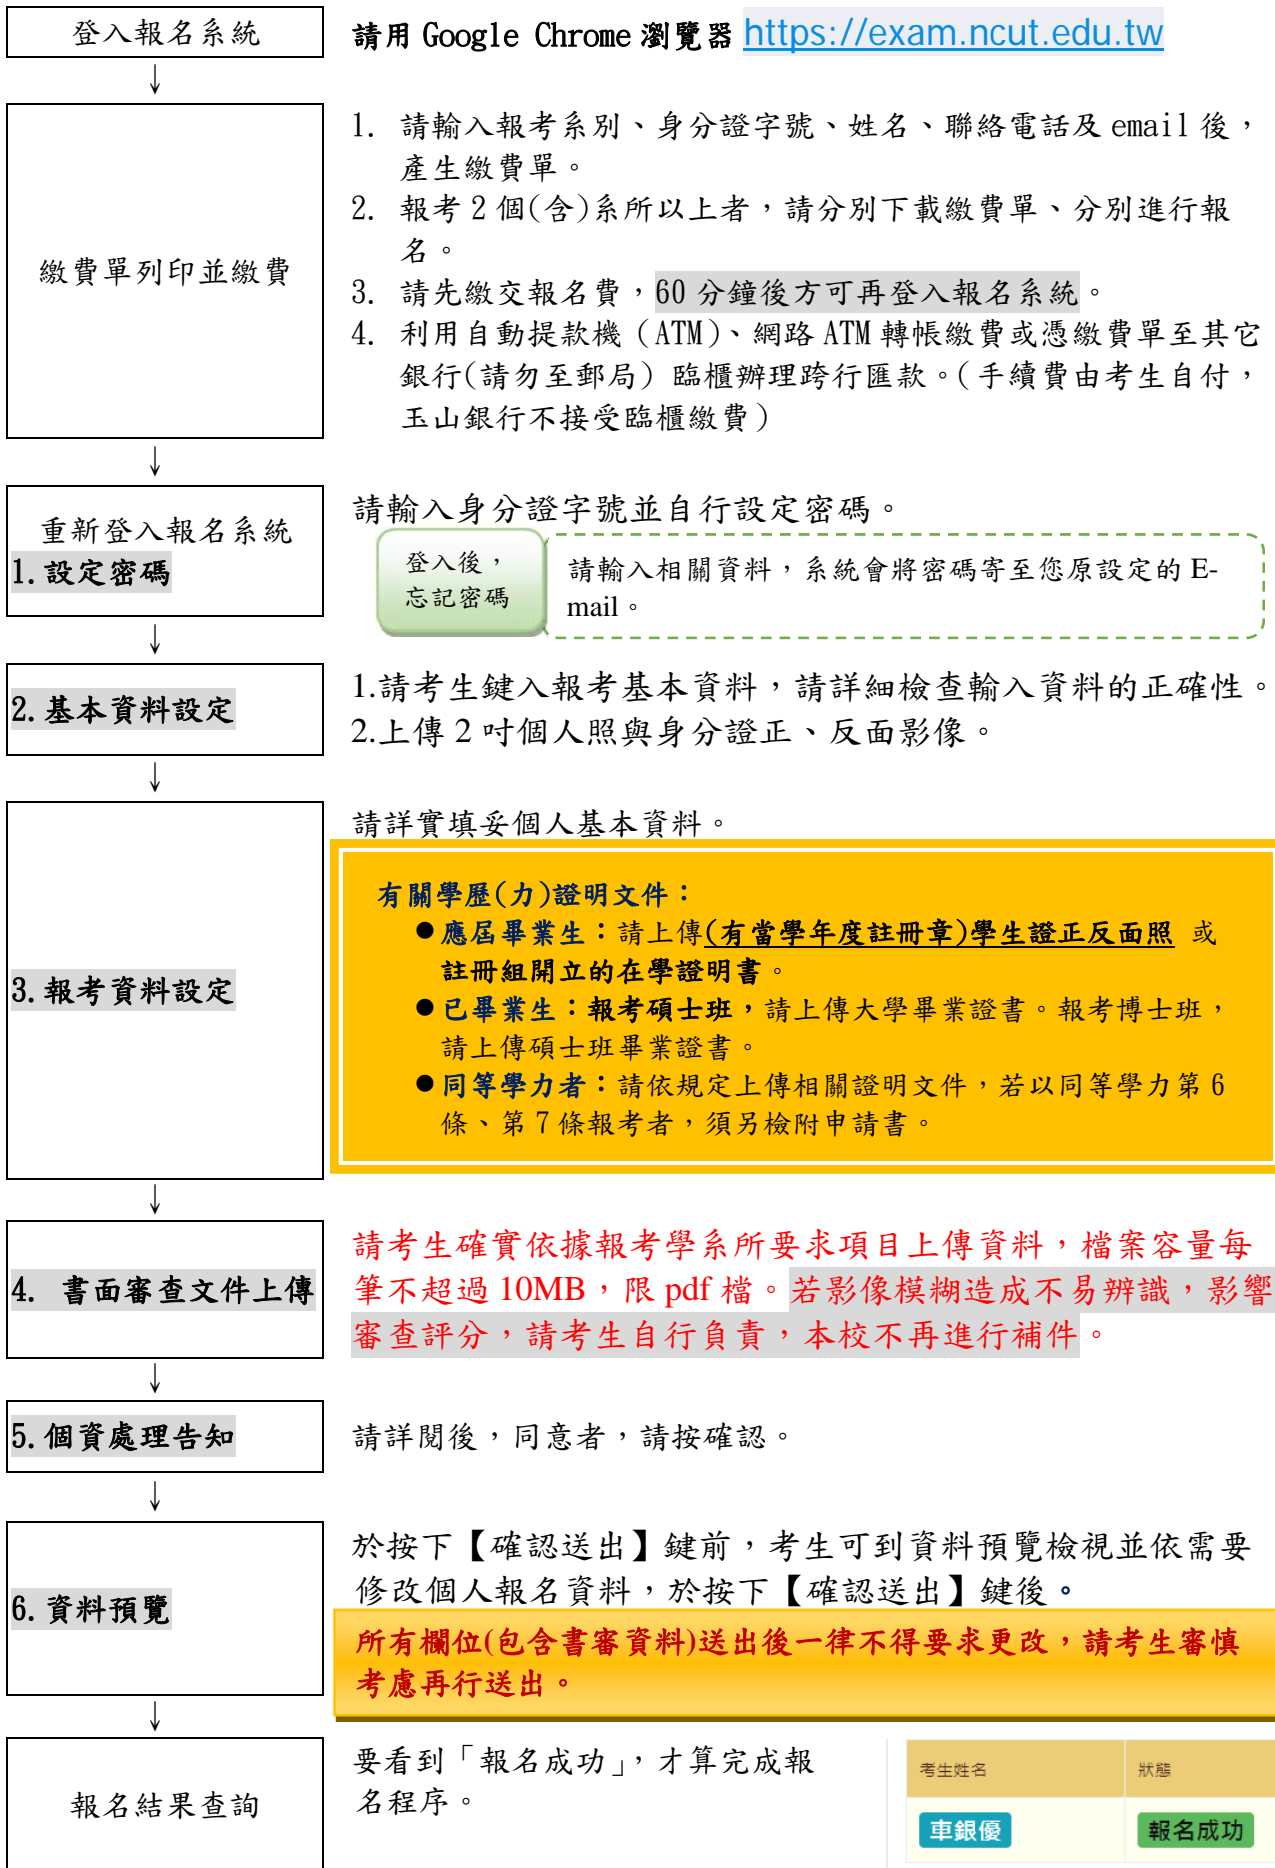 登入報名系統
請用 Google Chrome 瀏覽器 https://exam.ncut.edu.tw
↓
繳費單列印並繳費
1. 請輸入報考系別、身分證字號、姓名、聯絡電話及 email 後，
產生繳費單。
2. 報考 2 個(含)系所以上者，請分別下載繳費單、分別進行報
名。
3. 請先繳交報名費，60 分鐘後方可再登入報名系統。
4. 利用自動提款機（ATM）、網路 ATM 轉帳繳費或憑繳費單至其它
銀行(請勿至郵局）臨櫃辦理跨行匯款。（手續費由考生自付，
玉山銀行不接受臨櫃繳費）
↓
重新登入報名系統
1.設定密碼
請輸入身分證字號並自行設定密碼。
登入後，
忘記密碼
請輸入相關資料，系統會將密碼寄至您原設定的 E-
mail。
↓
2.基本資料設定
1.請考生鍵入報考基本資料，請詳細檢查輸入資料的正確性。
2.上傳 2 吋個人照與身分證正、反面影像。
↓
3.報考資料設定
請詳實填妥個人基本資料。
有關學歷(力)證明文件：
●應屆畢業生：請上傳(有當學年度註冊章)學生證正反面照 或
註冊組開立的在學證明書。
●已畢業生：報考碩士班，請上傳大學畢業證書。報考博士班，
請上傳碩士班畢業證書。
●同等學力者：請依規定上傳相關證明文件，若以同等學力第 6
條、第 7 條報考者，須另檢附申請書。
↓
4. 書面審查文件上傳
請考生確實依據報考學系所要求項目上傳資料，檔案容量每
筆不超過 10MB，限 pdf 檔。若影像模糊造成不易辨識，影響
審查評分，請考生自行負責，本校不再進行補件。
↓
5.個資處理告知
請詳閱後，同意者，請按確認。
↓
6.資料預覽
於按下【確認送出】鍵前，考生可到資料預覽檢視並依需要
修改個人報名資料，於按下【確認送出】鍵後。
所有欄位(包含書審資料)送出後一律不得要求更改，請考生審慎
考慮再行送出。
↓
報名結果查詢
要看到「報名成功」，才算完成報
名程序。
考生姓名 狀態
車銀優 報名成功